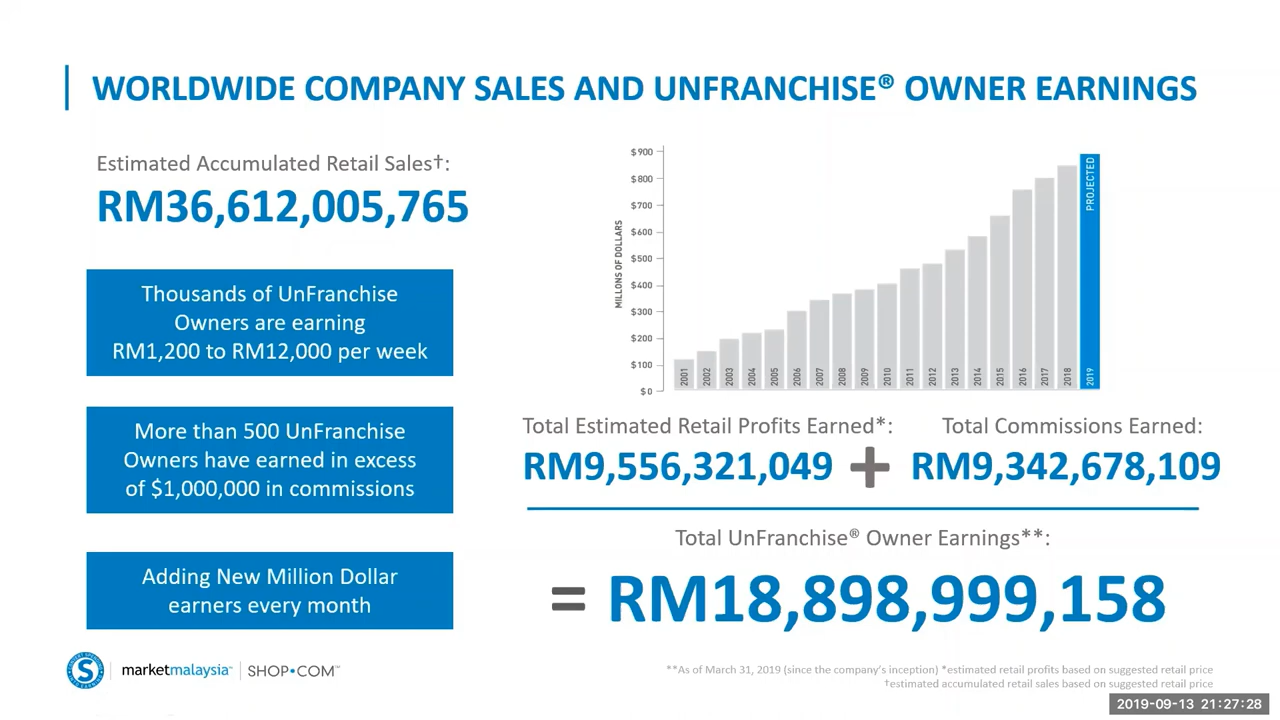 WORLDWIDE COMPANY SALES AND UNFRANCHISE® OWNER EARNINGS
Estimated Accumulated Retail Sales†:
RM36,612,005,765
Thousands of UnFranchise
Owners are earning
RM1,200 to RM12,000 per week
More than 500 UnFranchise
Owners have earned in excess
of $1,000,000 in commissions
Adding New Million Dollar
earners every month
MILLONS OF DOLLARS
$900
$800
$700
$600
$500
$400
$300
$200
$100
$0
2001
2002
2003
2004
2005
2006
2007
2008
2009
2010
2011
2012
2013
2014
2015
2016
2017
2018
2019
PROJECTED
Total Estimated Retail Profits Earned*:
RM9,556,321,049
+
Total Commissions Earned:
RM9,342,678,109
Total UnFranchise® Owner Earnings**:
= RM18,898,999,158
S
marketmalaysia™
SHOP•COM™
**As of March 31, 2019 (since the company's inception) *estimated retail profits based on suggested retail price
†estimated accumulated retail sales based on suggested retail price
2019-09-13 21:27:28